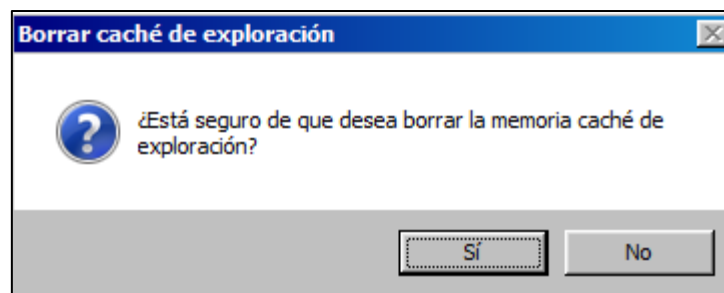 Borrar caché de exploración
¿Está seguro de que desea borrar la memoria caché de
exploración?
Sí
No